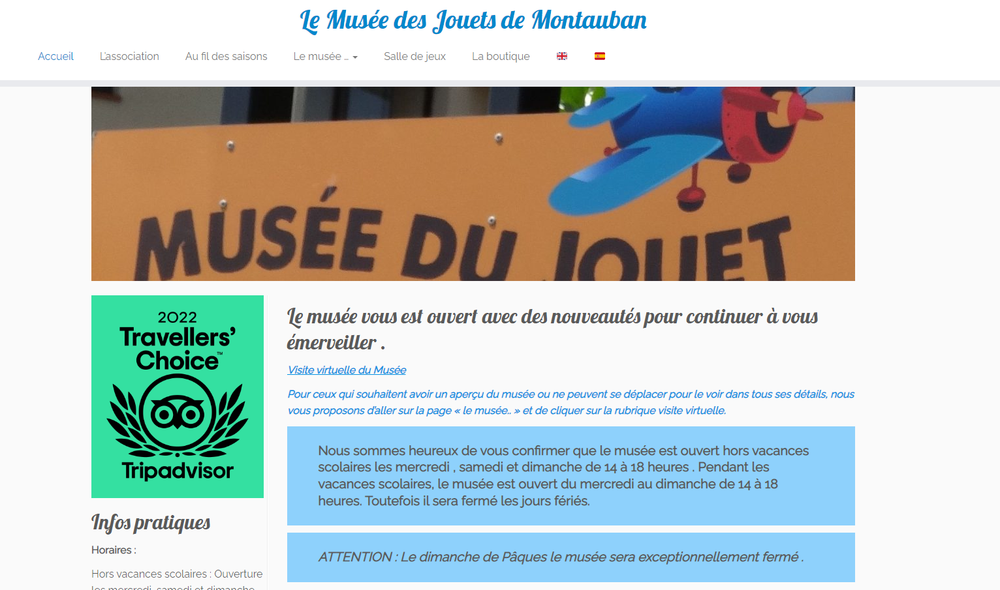 Le Musée des Jouets de Montauban
Accueil
L'association
Au fil des saisons
Le musée ...
Salle de jeux
La boutique
MUSÉE DU JOUET
2022
Travellers'
Choice™
Tripadvisor
Infos pratiques
Horaires :
Hors vacances scolaires : Ouverture
les mercredi, samedi et dimanche
Le musée vous est ouvert avec des nouveautés pour continuer à vous
émerveiller .
Visite virtuelle du Musée
Pour ceux qui souhaitent avoir un aperçu du musée ou ne peuvent se déplacer pour le voir dans tous ses détails, nous
vous proposons d'aller sur la page « le musée.. » et de cliquer sur la rubrique visite virtuelle.
Nous sommes heureux de vous confirmer que le musée est ouvert hors vacances
scolaires les mercredi , samedi et dimanche de 14 à 18 heures . Pendant les
vacances scolaires, le musée est ouvert du mercredi au dimanche de 14 à 18
heures. Toutefois il sera fermé les jours fériés.
ATTENTION : Le dimanche de Pâques le musée sera exceptionnellement fermé .